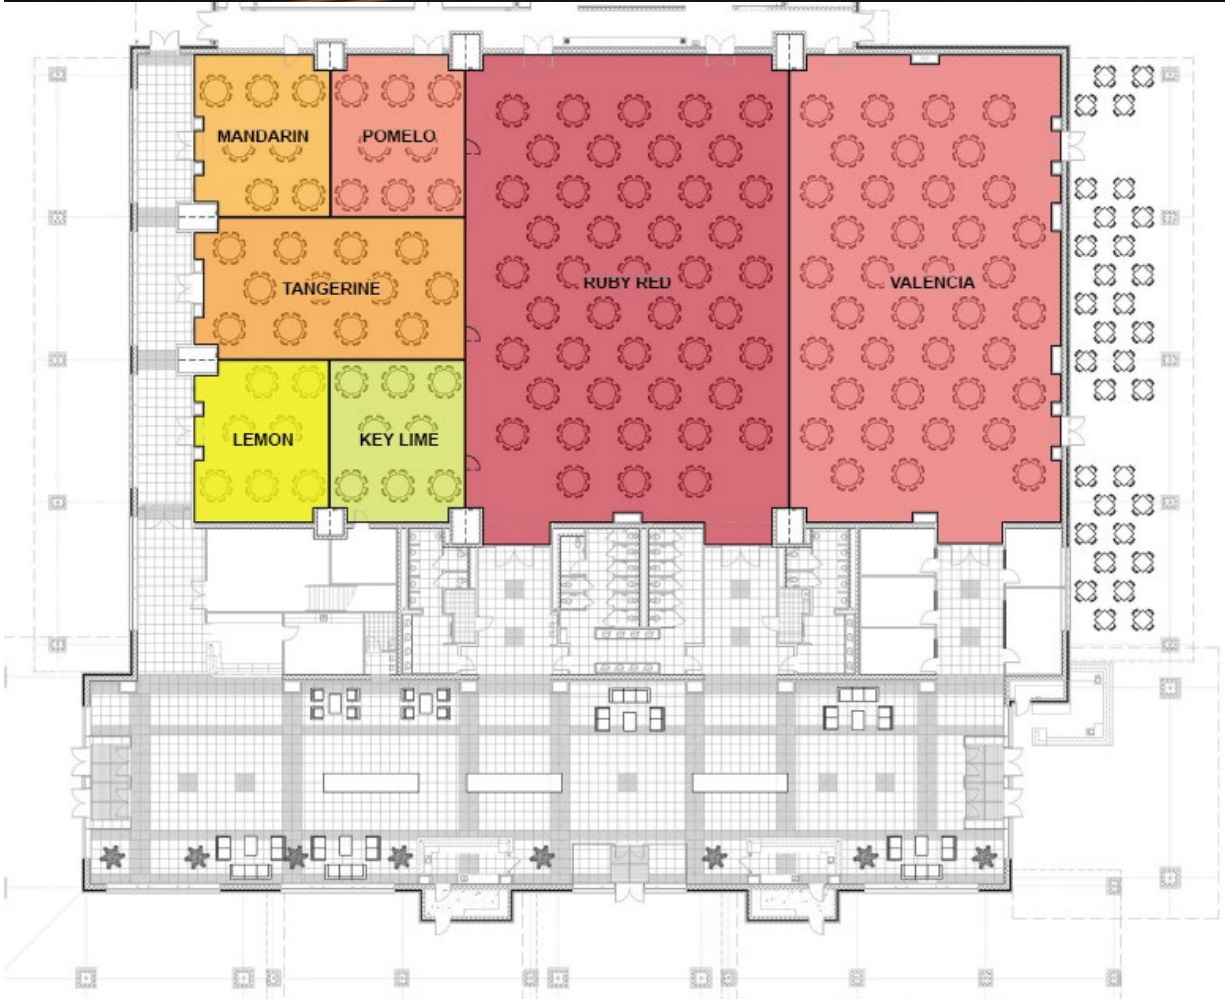 MANDARIN
POMELO
TANGERINE
RUBY RED
VALENCIA
LEMON
KEY LIME